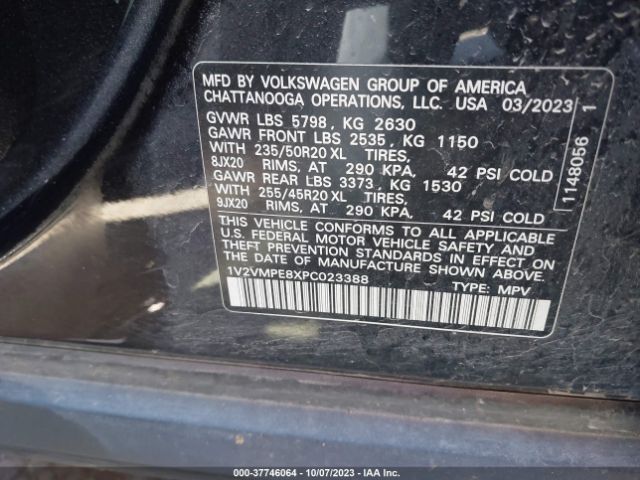 MFD BY VOLKSWAGEN GROUP OF AMERICA
CHATTANOOGA OPERATIONS, LLC. USA 03/2023
GVWR LBS 5798, KG 2630
GAWR FRONT LBS 2535, KG 1150
WITH 235/50R20 XL TIRES,
8JX20 RIMS, AT 290 KPA, 42 PSI COLD
GAWR REAR LBS 3373, KG 1530
WITH 255/45R20 XL TIRES,
9JX20 RIMS, AT 290 KPA, 42 PSI COLD
THIS VEHICLE CONFORMS TO ALL APPLICABLE
U.S. FEDERAL MOTOR VEHICLE SAFETY AND
THEFT PREVENTION STANDARDS IN EFFECT ON
THE DATE OF MANUFACTURE SHOWN ABOVE.
1V2VMPE8XPC023388 TYPE: MPV
1148056 1
000-37746064 | 10/07/2023 | IAA Inc.